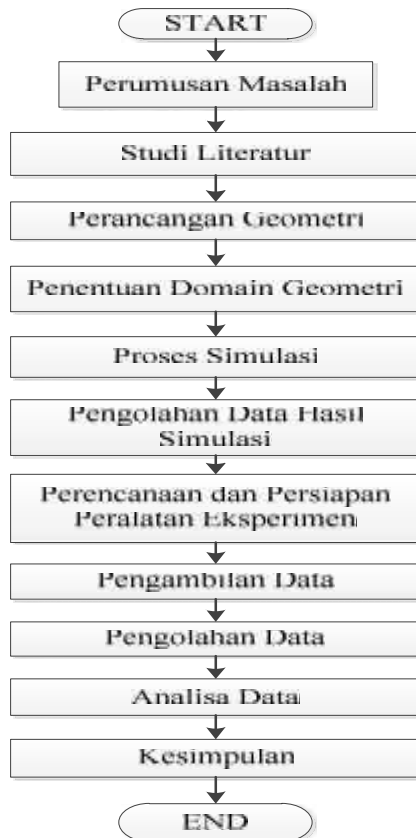 START
Perumusan Masalah
Studi Literatur
Perancangan Geometri
Penentuan Domain Geometri
Proses Simulasi
Pengolahan Data Hasil
Simulasi
Perencanaan dan Persiapan
Peralatan Eksperimen
Pengambilan Data
Pengolahan Data
Analisa Data
Kesimpulan
END